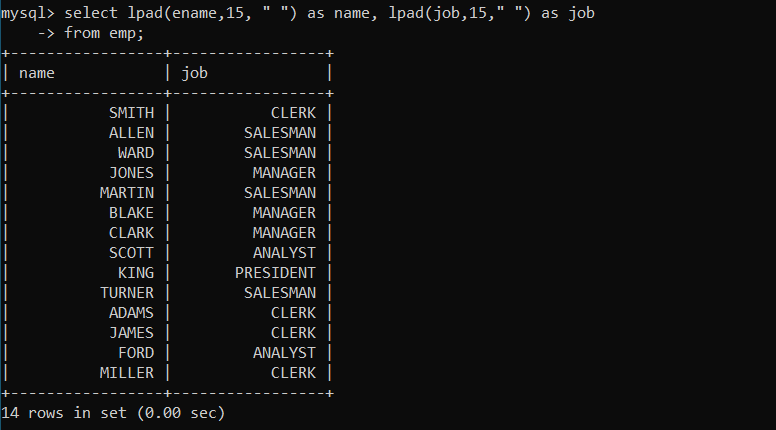 mysql> select lpad(ename,15, " ") as name, lpad(job,15," ") as job
    -> from emp;
+-----------------+-----------------+
| name            | job             |
+-----------------+-----------------+
|           SMITH |           CLERK |
|           ALLEN |        SALESMAN |
|            WARD |        SALESMAN |
|           JONES |         MANAGER |
|          MARTIN |        SALESMAN |
|           BLAKE |         MANAGER |
|           CLARK |         MANAGER |
|           SCOTT |         ANALYST |
|            KING |       PRESIDENT |
|          TURNER |        SALESMAN |
|           ADAMS |           CLERK |
|           JAMES |           CLERK |
|            FORD |         ANALYST |
|          MILLER |           CLERK |
+-----------------+-----------------+
14 rows in set (0.00 sec)